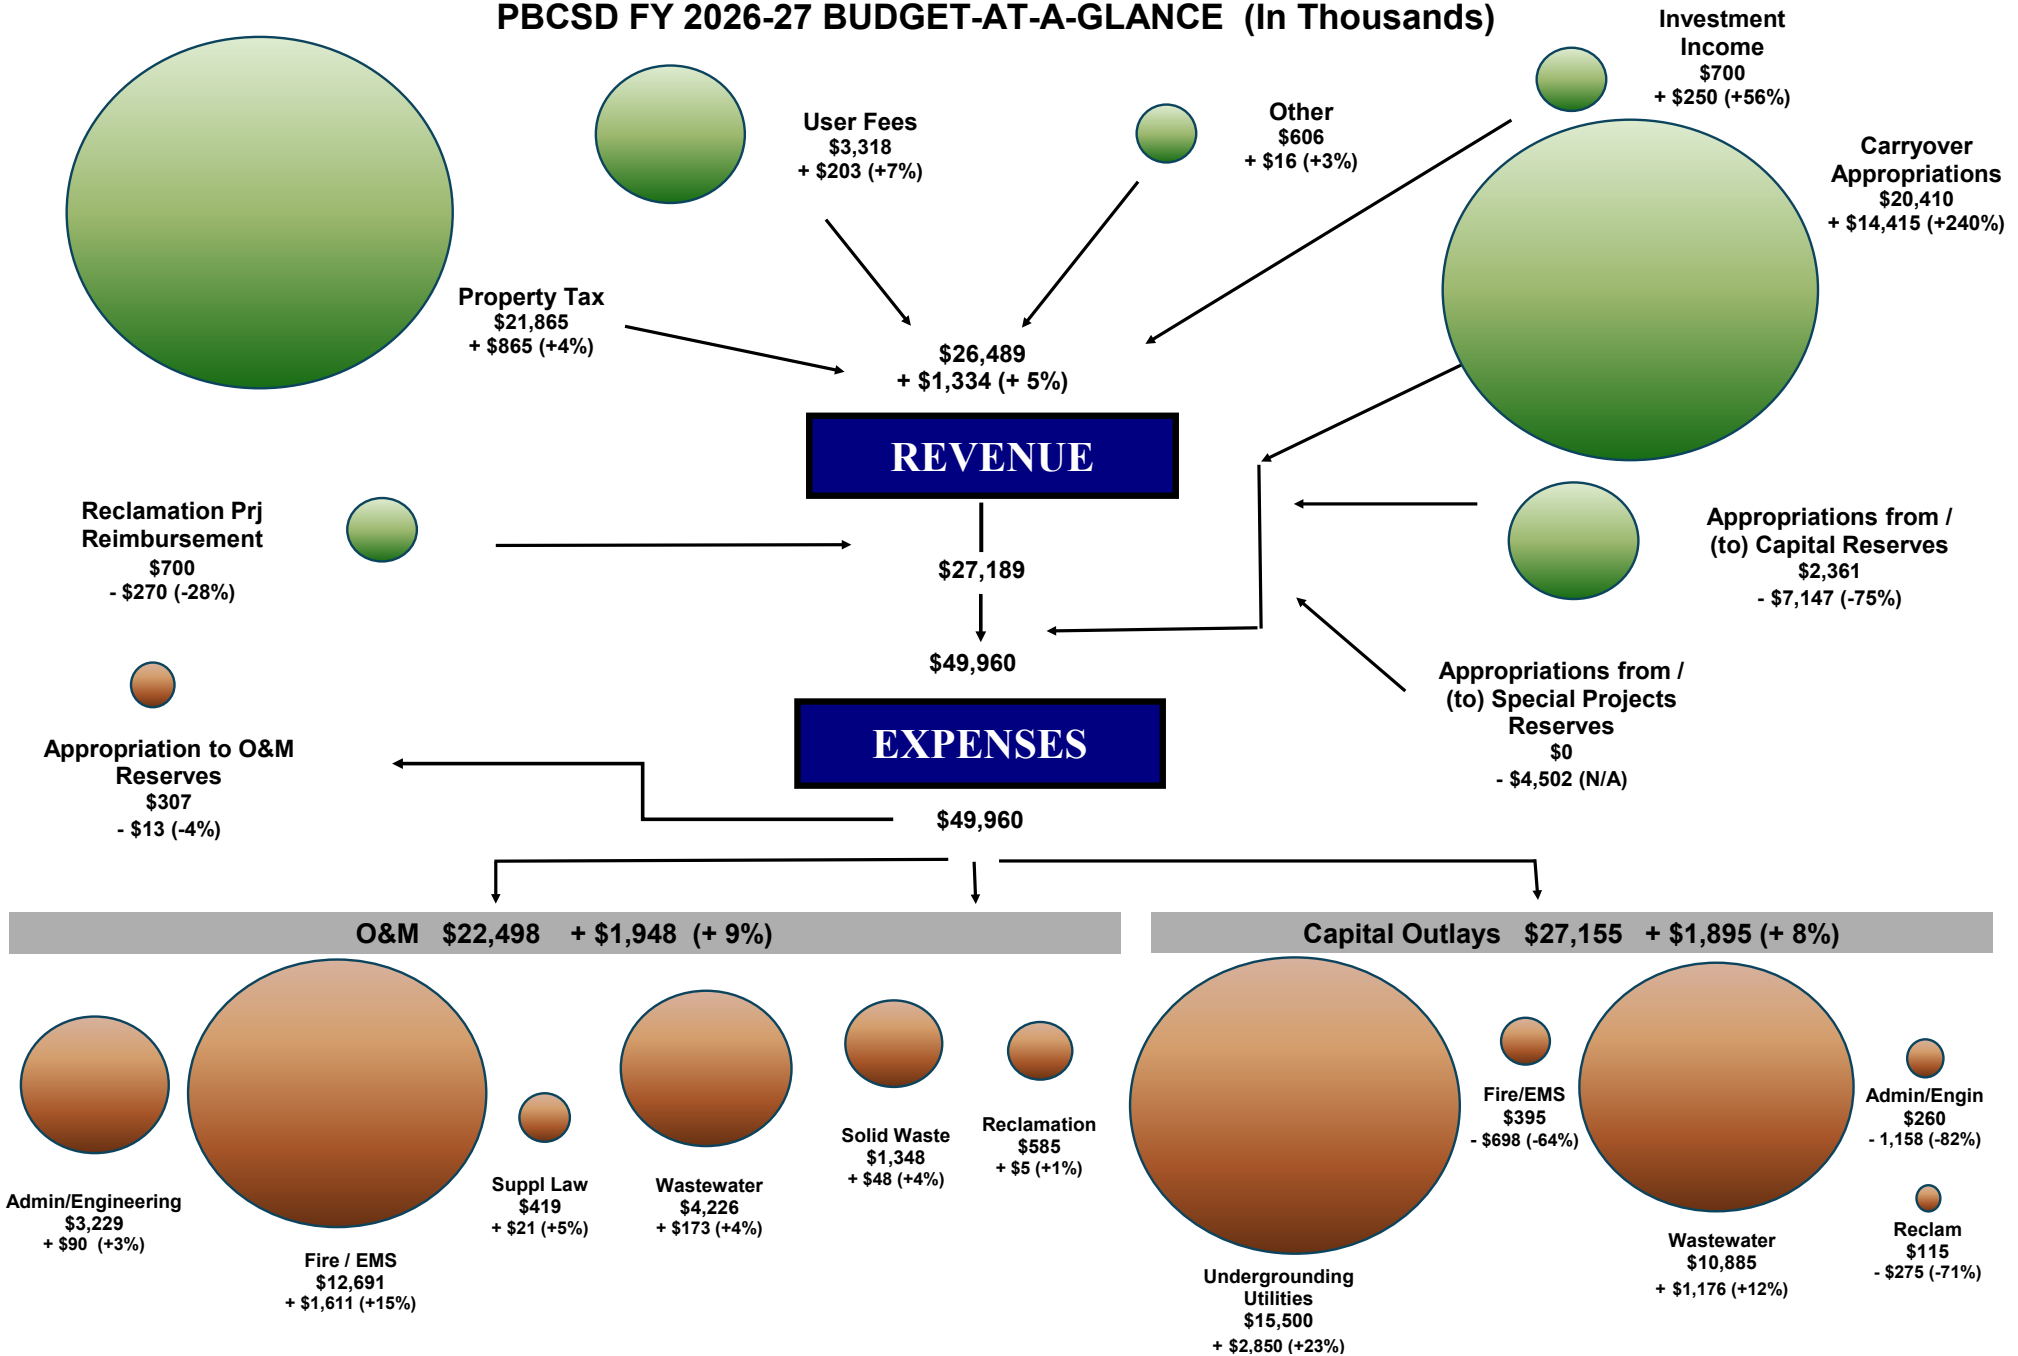 PBCSD FY 2026-27 BUDGET-AT-A-GLANCE (In Thousands)
Investment
Income
$700
+ $250 (+56%)
User Fees
$3,318
+ $203 (+7%)
Other
$606
+ $16 (+3%)
Carryover
Appropriations
$20,410
+ $14,415 (+240%)
Property Tax
$21,865
+ $865 (+4%)
$26,489
+ $1,334 (+ 5%)
REVENUE
Reclamation Prj
Reimbursement
$700
- $270 (-28%)
$27,189
Appropriations from /
(to) Capital Reserves
$2,361
- $7,147 (-75%)
$49,960
Appropriations from /
(to) Special Projects
Reserves
$0
- $4,502 (N/A)
EXPENSES
Appropriation to O&M
Reserves
$307
- $13 (-4%)
$49,960
O&M $22,498 + $1,948 (+ 9%)
Capital Outlays $27,155 + $1,895 (+ 8%)
Admin/Engineering
$3,229
+ $90 (+3%)
Fire / EMS
$12,691
+ $1,611 (+15%)
Suppl Law
$419
+ $21 (+5%)
Wastewater
$4,226
+ $173 (+4%)
Solid Waste
$1,348
+ $48 (+4%)
Reclamation
$585
+ $5 (+1%)
Undergrounding
Utilities
$15,500
+ $2,850 (+23%)
Fire/EMS
$395
- $698 (-64%)
Wastewater
$10,885
+ $1,176 (+12%)
Admin/Engin
$260
- 1,158 (-82%)
Reclam
$115
- $275 (-71%)